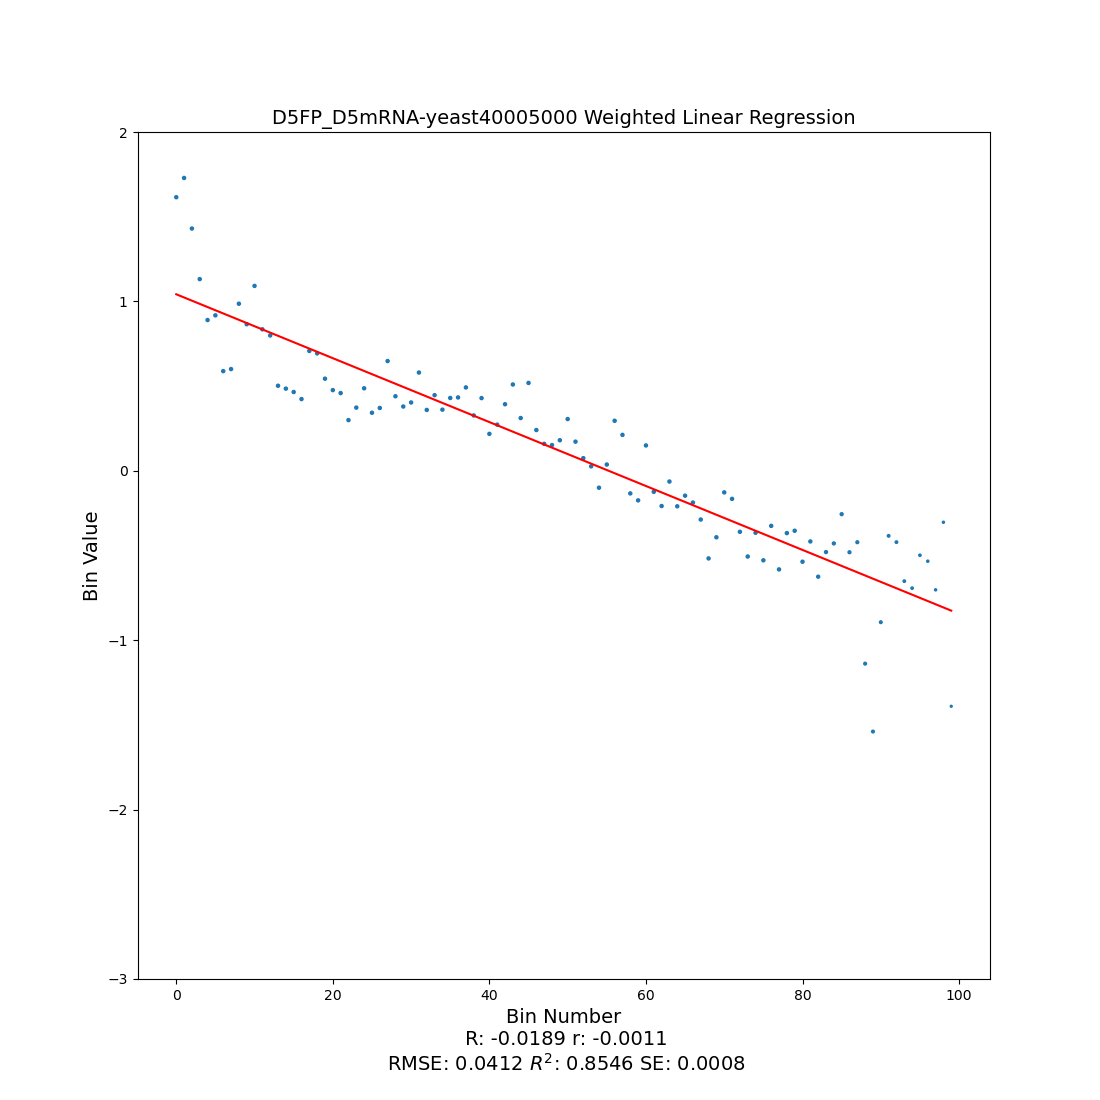 D5FP_D5mRNA-yeast40005000 Weighted Linear Regression
2
1
0
−1
−2
−3
Bin Value
0 20 40 60 80 100
Bin Number
R: -0.0189 r: -0.0011
RMSE: 0.0412 R²: 0.8546 SE: 0.0008